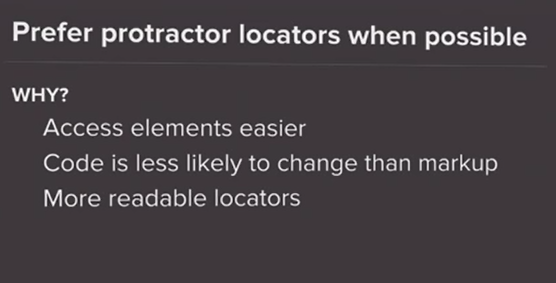 Prefer protractor locators when possible
WHY?
Access elements easier
Code is less likely to change than markup
More readable locators